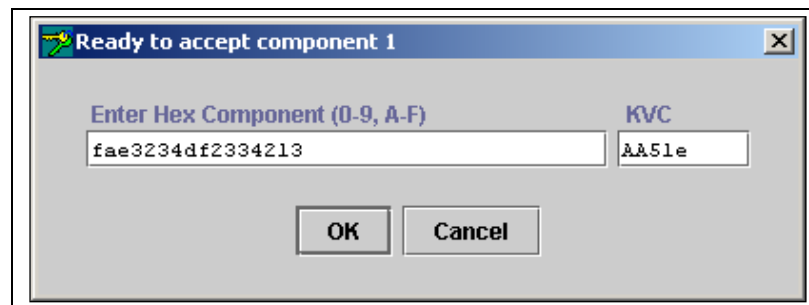 Ready to accept component 1
Enter Hex Component (0-9, A-F) KVC
fae3234df2334213 AA51e
OK Cancel